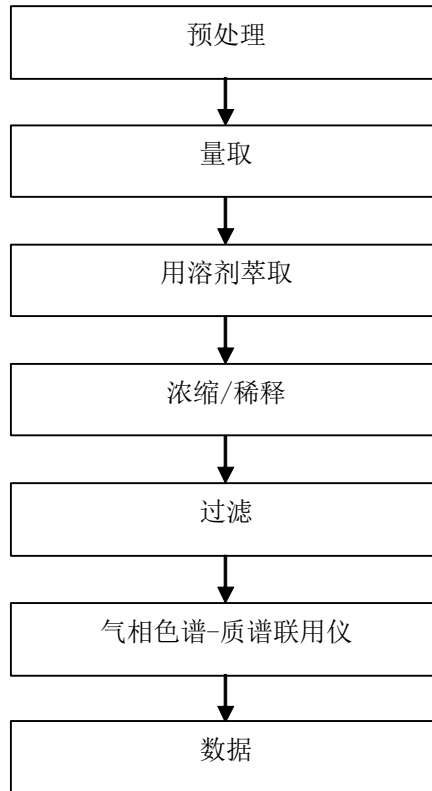 预处理
量取
用溶剂萃取
浓缩/稀释
过滤
气相色谱-质谱联用仪
数据